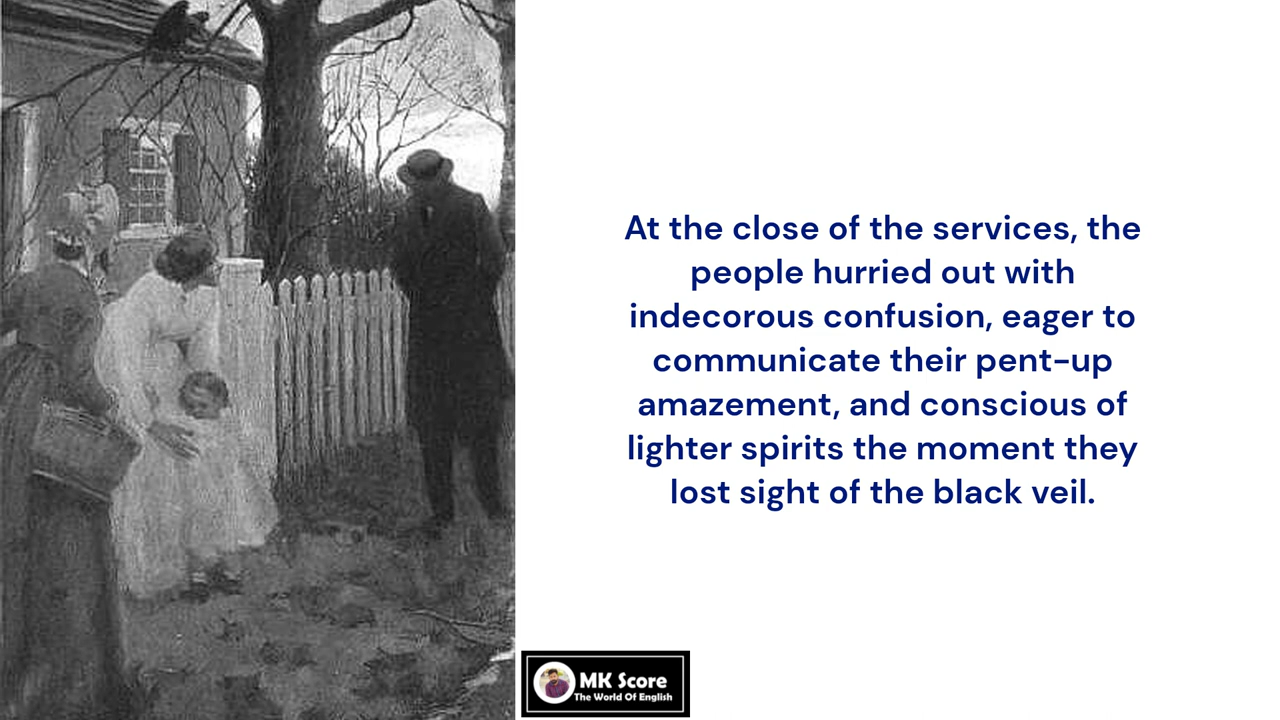 At the close of the services, the
people hurried out with
indecorous confusion, eager to
communicate their pent-up
amazement, and conscious of
lighter spirits the moment they
lost sight of the black veil.
MK Score
The World Of English